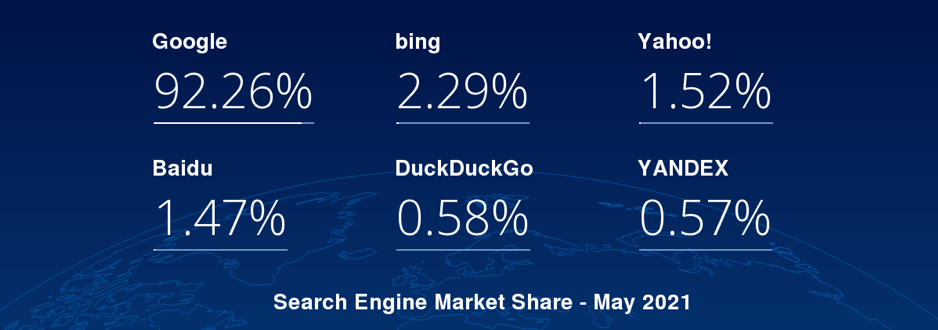 Google
bing
Yahoo!
92.26%
2.29%
1.52%
Baidu
DuckDuckGo
YANDEX
1.47%
0.58%
0.57%
Search Engine Market Share - May 2021